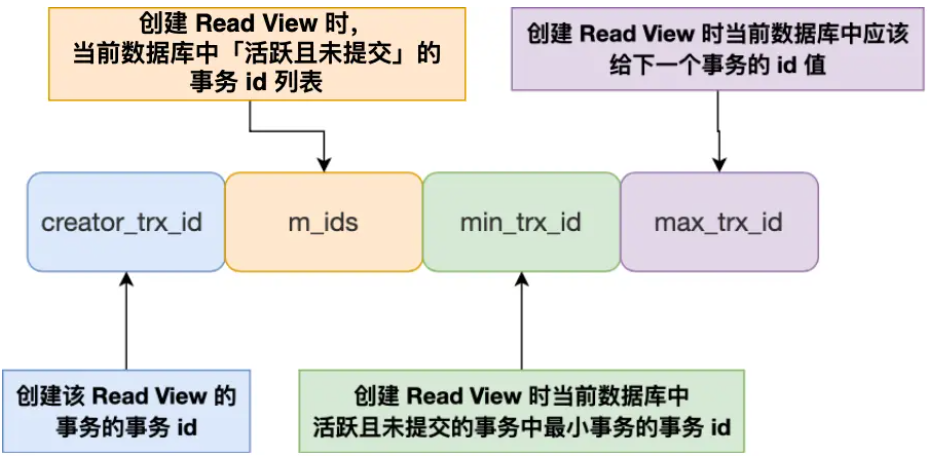 创建 Read View 时，
当前数据库中「活跃且未提交」的
事务 id 列表
创建 Read View 时当前数据库中应该
给下一个事务的 id 值
creator_trx_id
m_ids
min_trx_id
max_trx_id
创建该 Read View 的
事务的事务 id
创建 Read View 时当前数据库中
活跃且未提交的事务中最小事务的事务 id